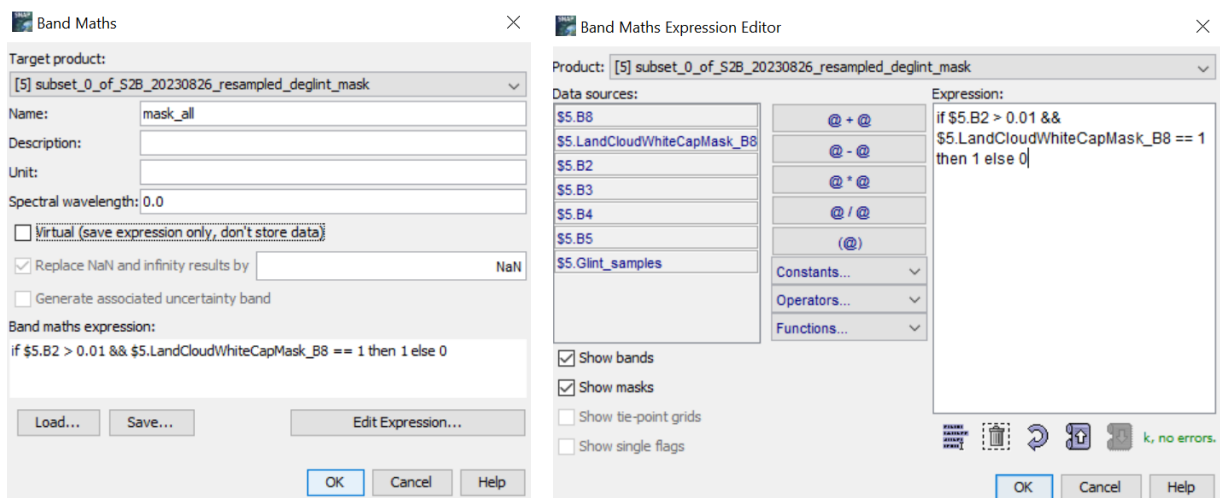 Band Maths
Target product:
[5] subset_0_of_S2B_20230826_resampled_deglint_mask
Name:
mask_all
Description:
Unit:
Spectral wavelength:
0.0
Virtual (save expression only, don't store data)
Replace NaN and infinity results by
NaN
Generate associated uncertainty band
Band maths expression:
if $5.B2 > 0.01 && $5.LandCloudWhiteCapMask_B8 == 1 then 1 else 0
Load...
Save...
Edit Expression...
OK
Cancel
Help
Band Maths Expression Editor
Product:
[5] subset_0_of_S2B_20230826_resampled_deglint_mask
Data sources:
$5.B8
$5.LandCloudWhiteCapMask_B8
$5.B2
$5.B3
$5.B4
$5.B5
$5.Glint_samples
@ + @
@ - @
@ * @
@ / @
(@)
Constants...
Operators...
Functions...
Expression:
if $5.B2 > 0.01 &&
$5.LandCloudWhiteCapMask_B8 == 1
then 1 else 0
Show bands
Show masks
Show tie-point grids
Show single flags
k, no errors.
OK
Cancel
Help